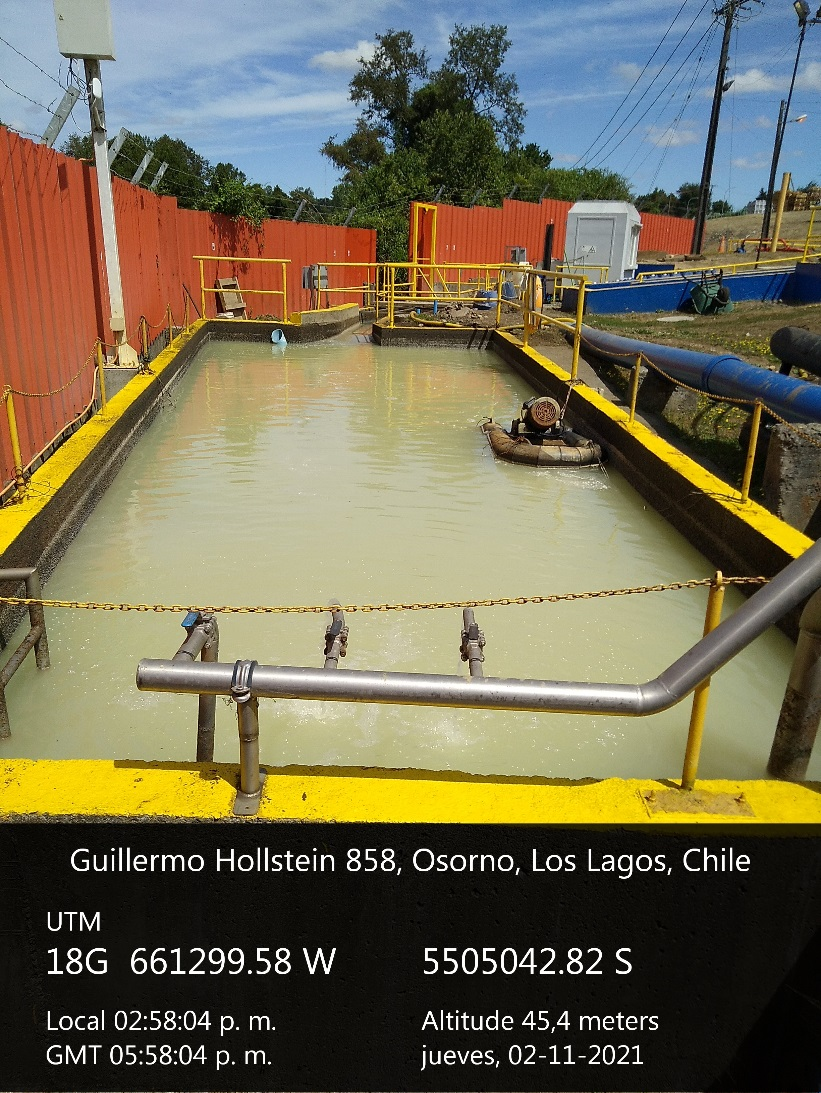 Guillermo Hollstein 858, Osorno, Los Lagos, Chile
UTM
18G 661299.58 W 5505042.82 S
Local 02:58:04 p. m. Altitude 45,4 meters
GMT 05:58:04 p. m. jueves, 02-11-2021